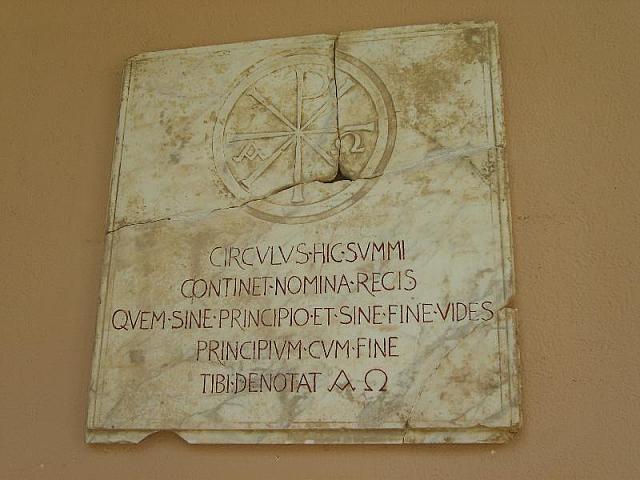 Α Ω
CIRCVLVS·HIC·SVMMI
CONTINET·NOMINA·REGIS
QVEM·SINE·PRINCIPIO·ET·SINE·FINE·VIDES
PRINCIPIVM·CVM·FINE
TIBI·DENOTAT Α Ω